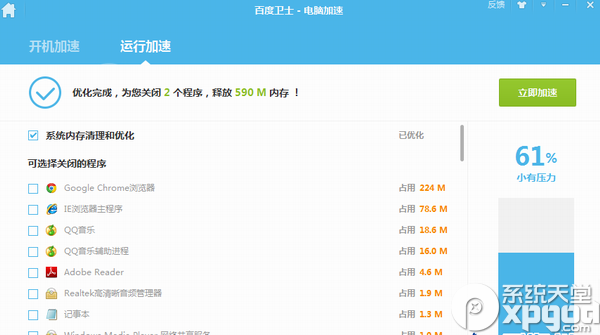 反馈
百度卫士 - 电脑加速
开机加速
运行加速
优化完成，为您关闭 2 个程序，释放 590 M 内存 ！
立即加速
系统内存清理和优化
已优化
可选择关闭的程序
61%
小有压力
Google Chrome浏览器
占用 224 M
IE浏览器主程序
占用 78.6 M
QQ音乐
占用 18.6 M
QQ音乐辅助进程
占用 16.0 M
Adobe Reader
占用 4.6 M
Realtek高清晰音频管理器
占用 1.9 M
记事本
占用 1.3 M
Windows Media Player 网络共享服务
系统天堂
xpgod